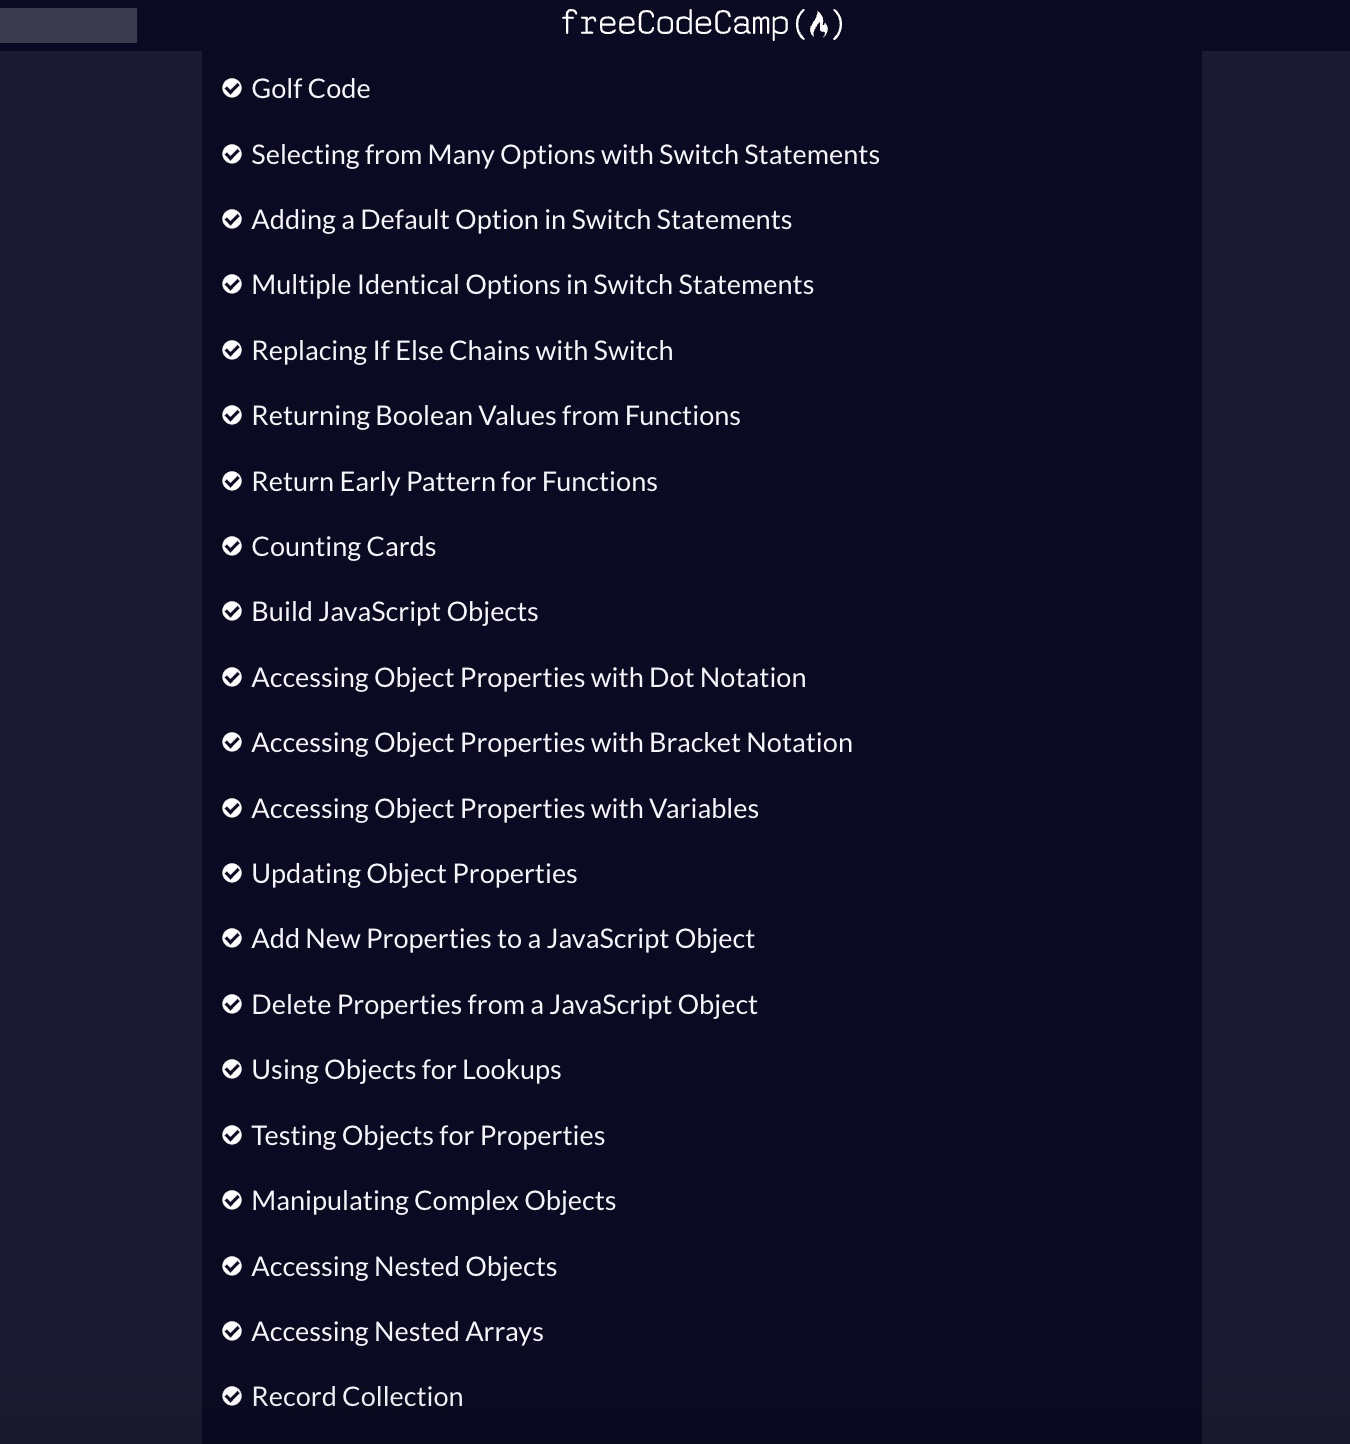 freeCodeCamp
Golf Code
Selecting from Many Options with Switch Statements
Adding a Default Option in Switch Statements
Multiple Identical Options in Switch Statements
Replacing If Else Chains with Switch
Returning Boolean Values from Functions
Return Early Pattern for Functions
Counting Cards
Build JavaScript Objects
Accessing Object Properties with Dot Notation
Accessing Object Properties with Bracket Notation
Accessing Object Properties with Variables
Updating Object Properties
Add New Properties to a JavaScript Object
Delete Properties from a JavaScript Object
Using Objects for Lookups
Testing Objects for Properties
Manipulating Complex Objects
Accessing Nested Objects
Accessing Nested Arrays
Record Collection